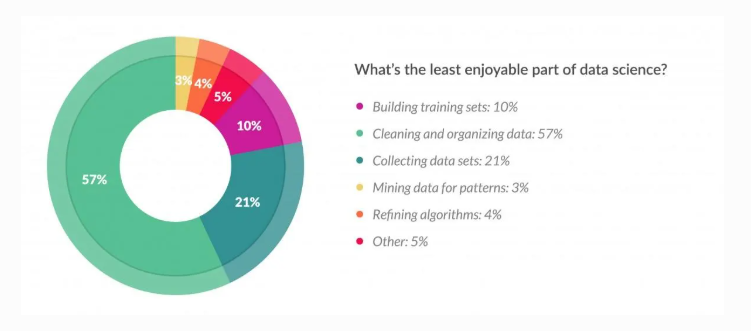 What's the least enjoyable part of data science?
Building training sets: 10%
Cleaning and organizing data: 57%
Collecting data sets: 21%
Mining data for patterns: 3%
Refining algorithms: 4%
Other: 5%
3%
4%
5%
10%
21%
57%